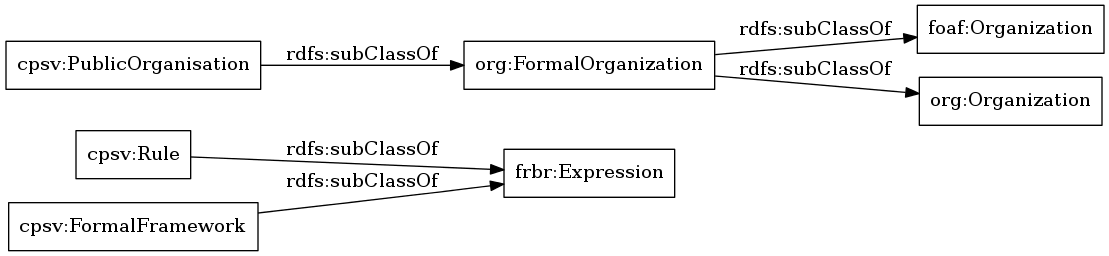 foaf:Organization
rdfs:subClassOf
cpsv:PublicOrganisation
rdfs:subClassOf
org:FormalOrganization
rdfs:subClassOf
org:Organization
cpsv:Rule
rdfs:subClassOf
frbr:Expression
rdfs:subClassOf
cpsv:FormalFramework